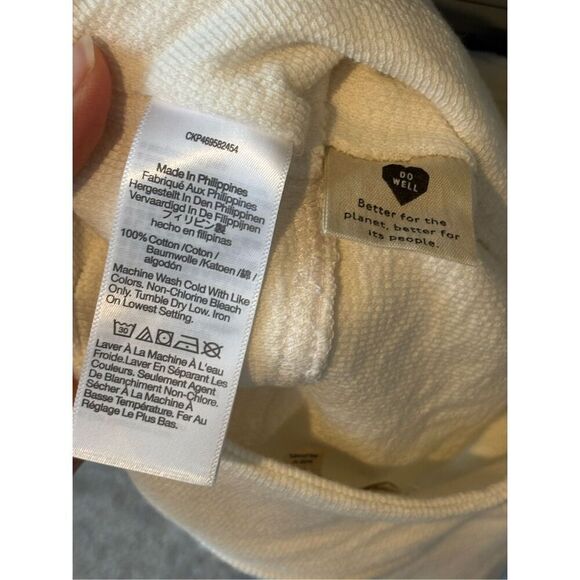 CKP469582454
Made In Philippines
Fabriqué Aux Philippines
Hergestellt In Den Philippinen
Vervaardigd In De Filippijnen
フィリピン製
hecho en filipinas
100% Cotton /Coton /
Baumwolle /Katoen / 綿 /
algodón
Machine Wash Cold With Like
Colors. Non-Chlorine Bleach
Only. Tumble Dry Low. Iron
On Lowest Setting.
30
Laver À La Machine À L'eau
Froide.Laver En Séparant Les
Couleurs. Seulement Agent
De Blanchiment Non-Chlore.
Sécher À La Machine À
Basse Température. Fer Au
Réglage Le Plus Bas.
DO
WELL
Better for the
planet, better for
its people.